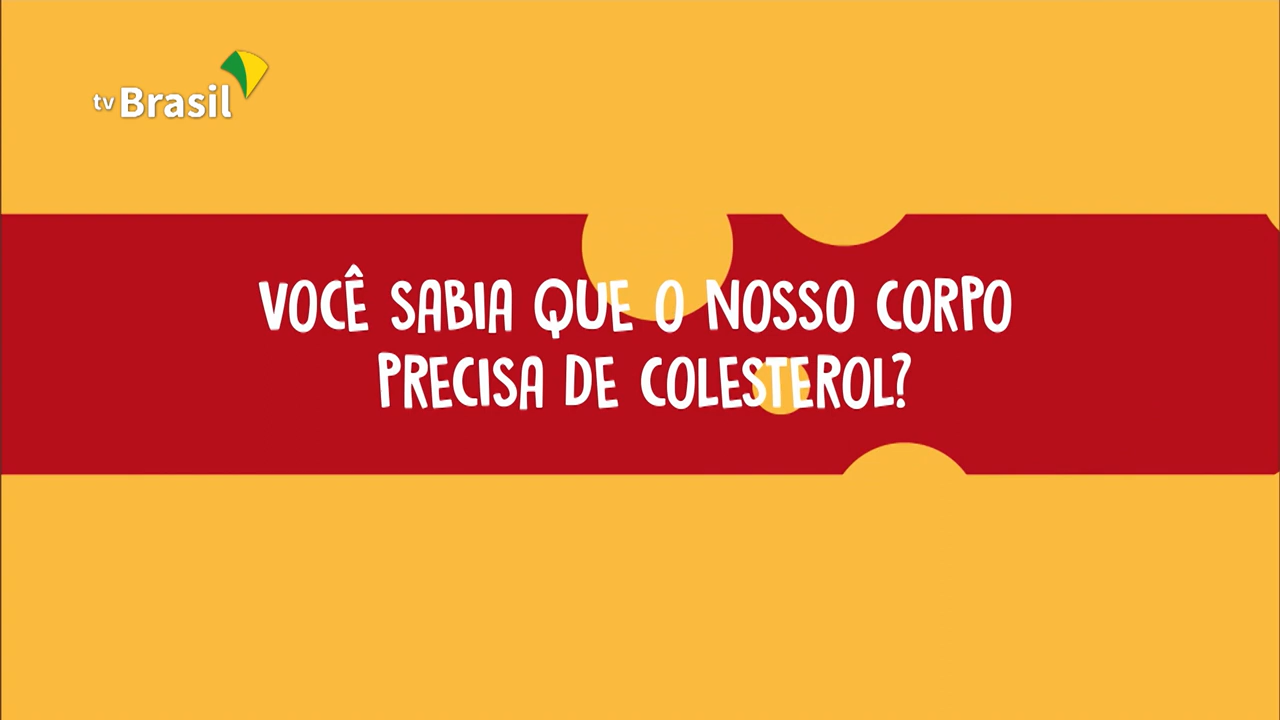 tv Brasil
VOCÊ SABIA QUE O NOSSO CORPO
PRECISA DE COLESTEROL?